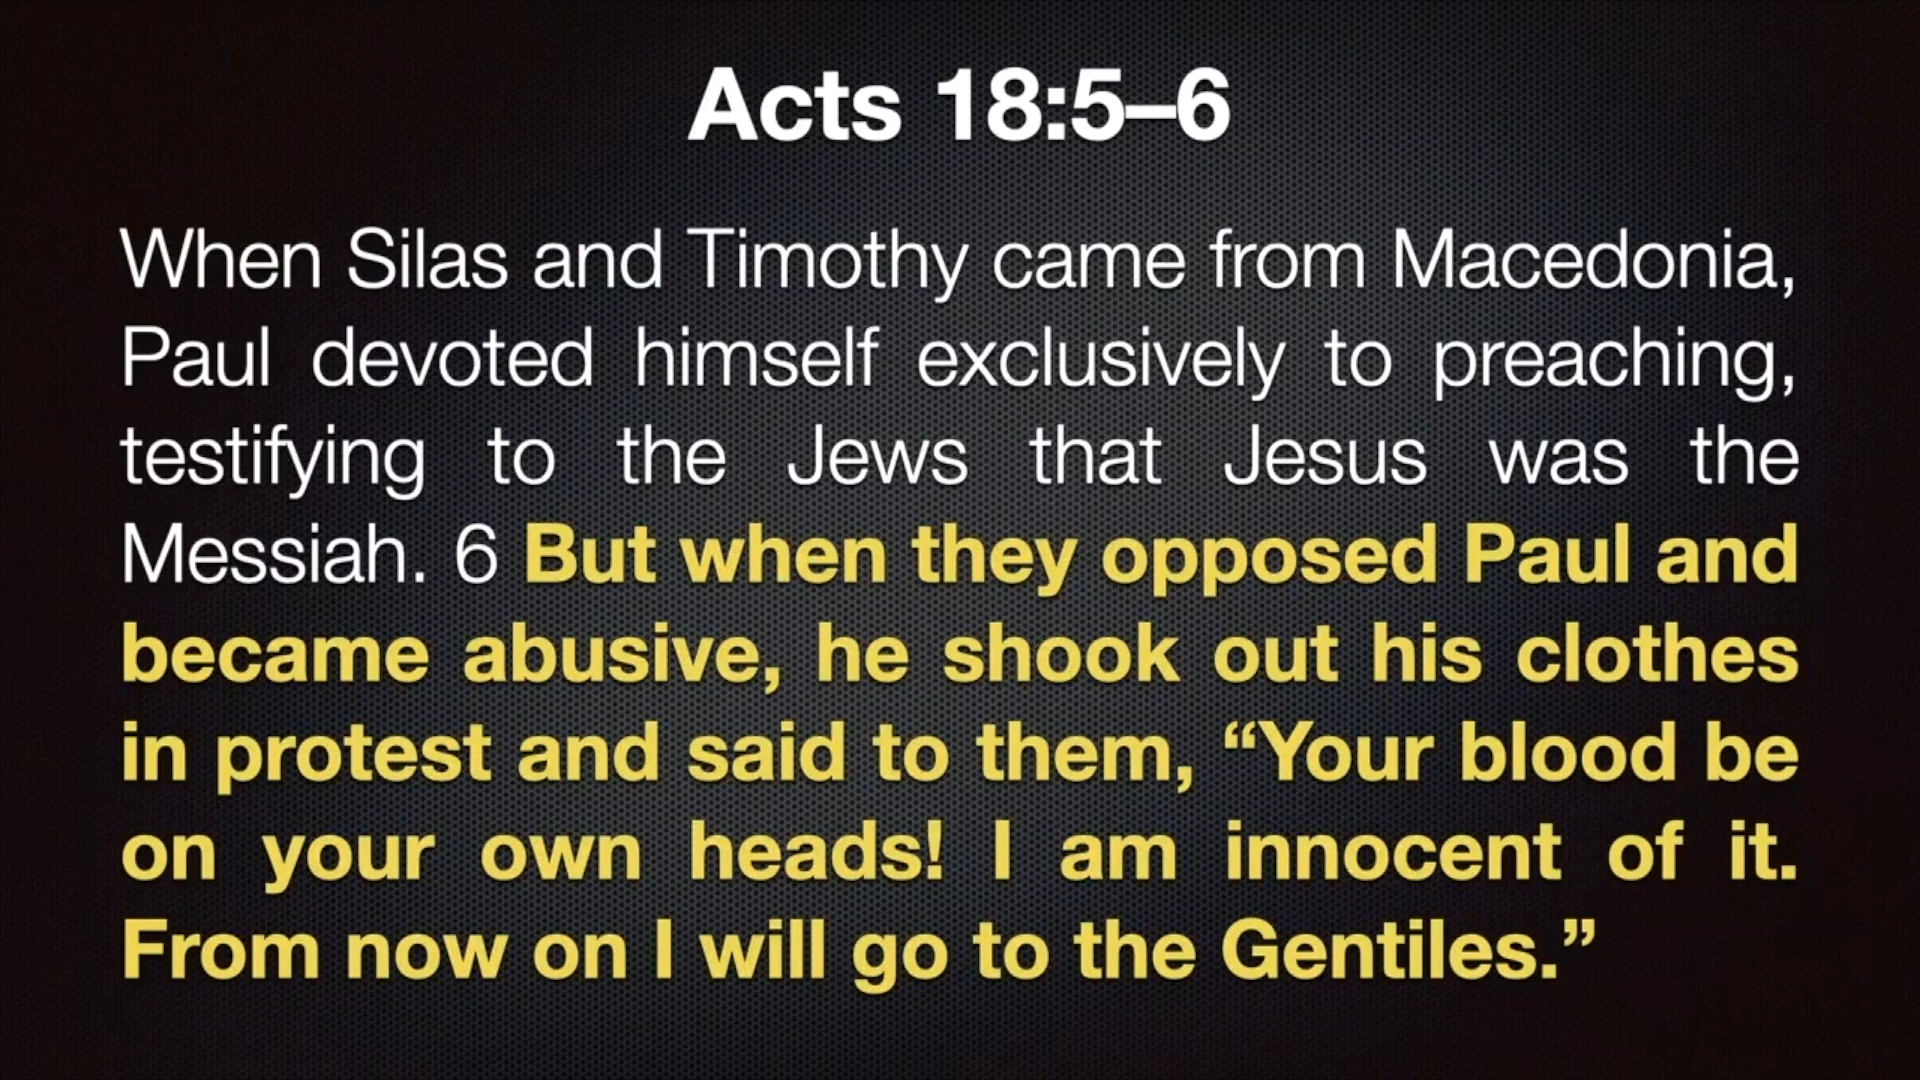 Acts 18:5–6
When Silas and Timothy came from Macedonia,
Paul devoted himself exclusively to preaching,
testifying to the Jews that Jesus was the
Messiah. 6 But when they opposed Paul and
became abusive, he shook out his clothes
in protest and said to them, “Your blood be
on your own heads! I am innocent of it.
From now on I will go to the Gentiles.”